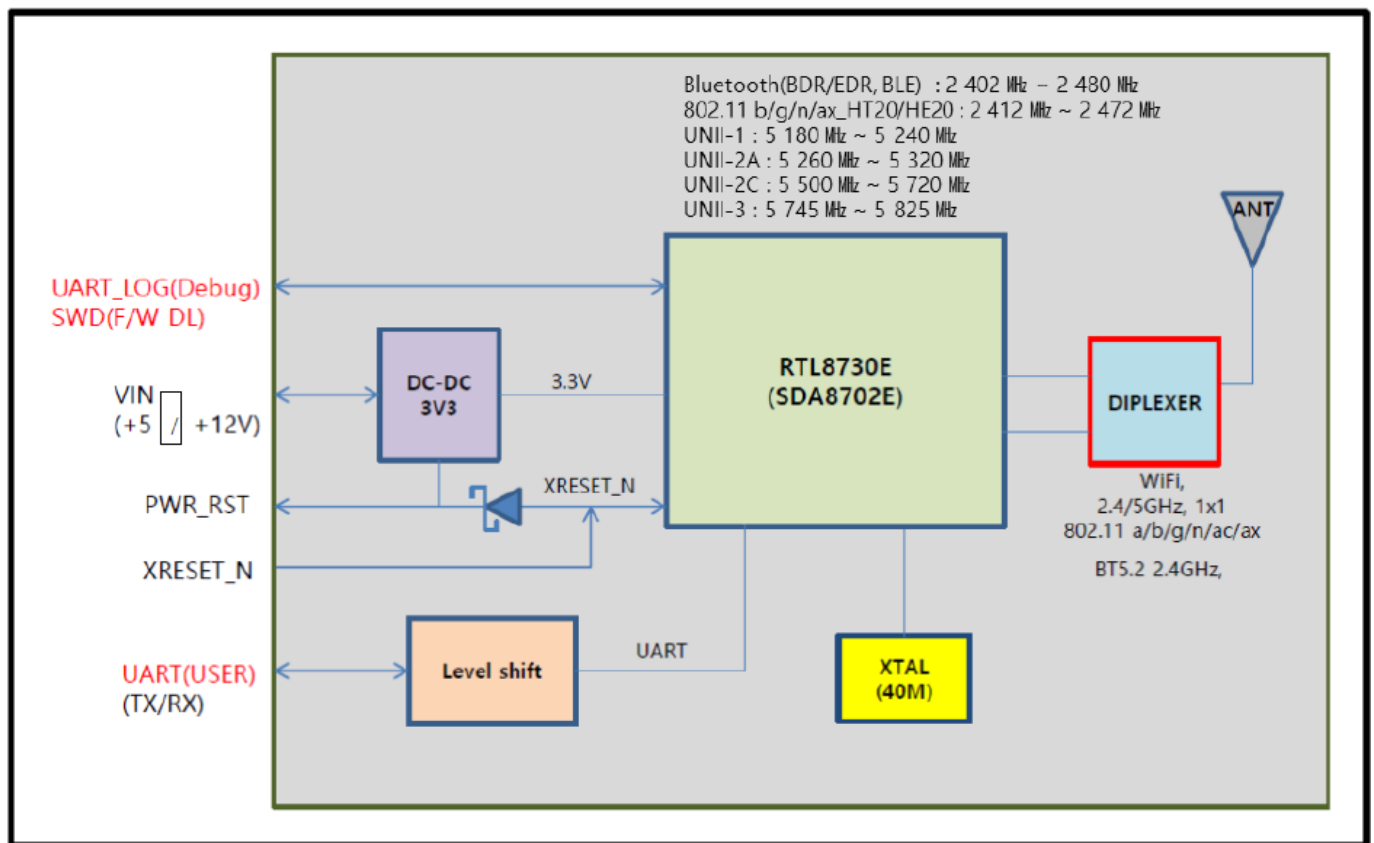 Bluetooth(BDR/EDR, BLE) : 2 402 ㎒ – 2 480 ㎒
802.11 b/g/n/ax_HT20/HE20 : 2 412 ㎒ ~ 2 472 ㎒
UNII-1 : 5 180 ㎒ ~ 5 240 ㎒
UNII-2A : 5 260 ㎒ ~ 5 320 ㎒
UNII-2C : 5 500 ㎒ ~ 5 720 ㎒
UNII-3 : 5 745 ㎒ ~ 5 825 ㎒
ANT
UART_LOG(Debug)
SWD(F/W DL)
VIN
(+5 / +12V)
DC-DC
3V3
3.3V
RTL8730E
(SDA8702E)
DIPLEXER
WiFi,
2.4/5GHz, 1x1
802.11 a/b/g/n/ac/ax
BT5.2 2.4GHz,
PWR_RST
XRESET_N
XRESET_N
UART(USER)
(TX/RX)
Level shift
UART
XTAL
(40M)